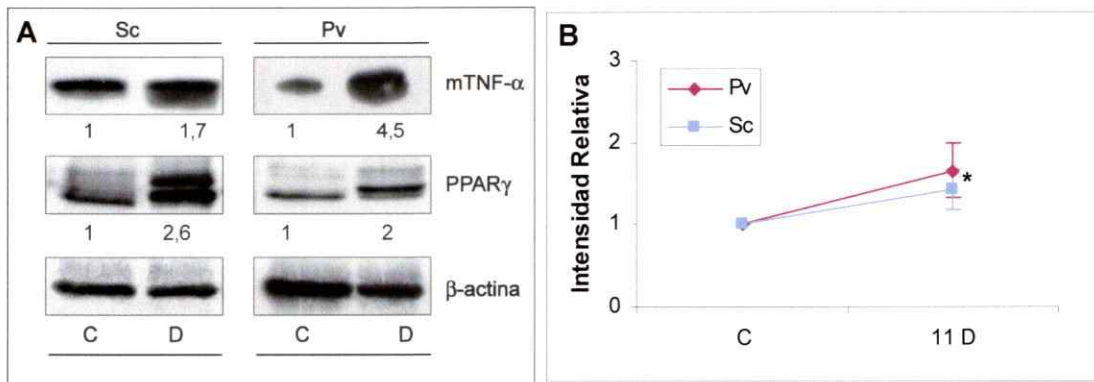 A
Sc Pv
mTNF-α
1 1,7 1 4,5
PPARγ
1 2,6 1 2
β-actina
C D C D
B
Intensidad Relativa
3
2
1
0
Pv
Sc
*
C 11 D